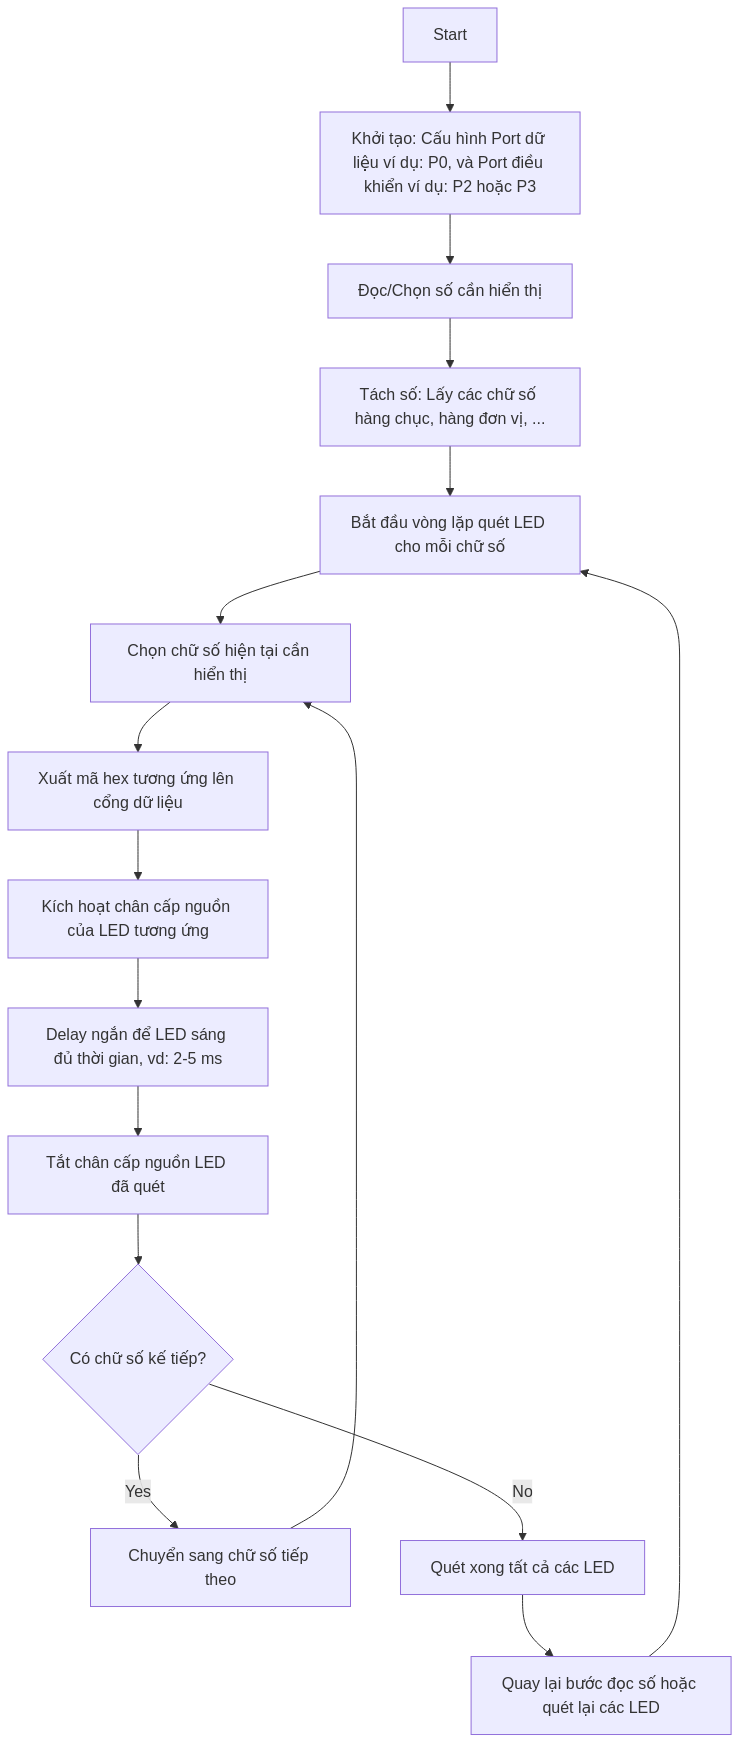 Start
Khởi tạo: Cấu hình Port dữ
liệu ví dụ: P0, và Port điều
khiển ví dụ: P2 hoặc P3
Đọc/Chọn số cần hiển thị
Tách số: Lấy các chữ số
hàng chục, hàng đơn vị, ...
Bắt đầu vòng lặp quét LED
cho mỗi chữ số
Chọn chữ số hiện tại cần
hiển thị
Xuất mã hex tương ứng lên
cổng dữ liệu
Kích hoạt chân cấp nguồn
của LED tương ứng
Delay ngắn để LED sáng
đủ thời gian, vd: 2-5 ms
Tắt chân cấp nguồn LED
đã quét
Có chữ số kế tiếp?
Yes
No
Chuyển sang chữ số tiếp
theo
Quét xong tất cả các LED
Quay lại bước đọc số hoặc
quét lại các LED